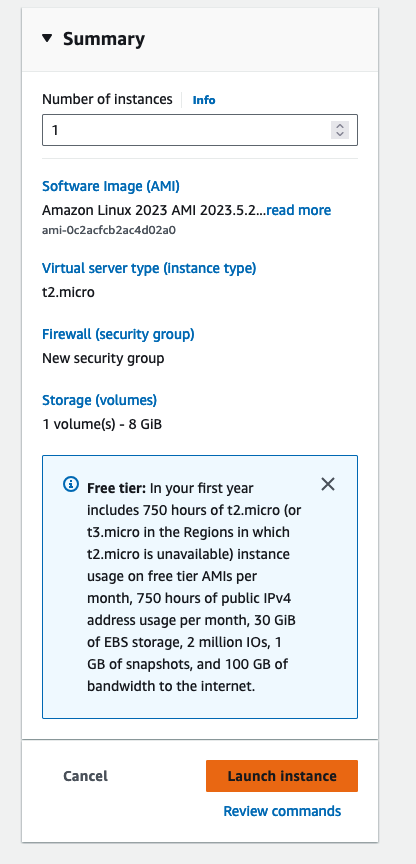 Summary
Number of instances Info
1
Software Image (AMI)
Amazon Linux 2023 AMI 2023.5.2...read more
ami-0c2acfcb2ac4d02a0
Virtual server type (instance type)
t2.micro
Firewall (security group)
New security group
Storage (volumes)
1 volume(s) - 8 GiB
Free tier: In your first year
includes 750 hours of t2.micro (or
t3.micro in the Regions in which
t2.micro is unavailable) instance
usage on free tier AMIs per
month, 750 hours of public IPv4
address usage per month, 30 GiB
of EBS storage, 2 million IOs, 1
GB of snapshots, and 100 GB of
bandwidth to the internet.
Cancel
Launch instance
Review commands